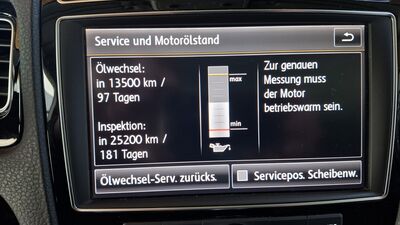 Service und Motorölstand
Ölwechsel:
in 13500 km /
97 Tagen
Inspektion:
in 25200 km /
181 Tagen
max
min
Zur genauen
Messung muss
der Motor
betriebswarm sein.
Ölwechsel-Serv. zurücks.
Servicepos. Scheibenw.